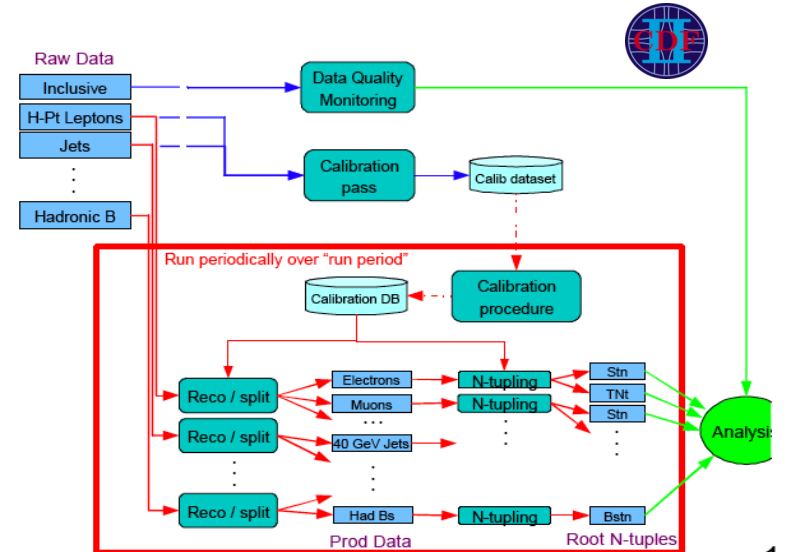 CDF
II
Raw Data
Inclusive
H-Pt Leptons
Jets
Hadronic B
Data Quality
Monitoring
Calibration
pass
Calib dataset
Run periodically over “run period”
Calibration DB
Calibration
procedure
Reco / split
Electrons
N-tupling
Stn
TNt
Muons
N-tupling
Stn
Reco / split
40 GeV Jets
Analysis
Reco / split
Had Bs
N-tupling
Bstn
Prod Data
Root N-tuples
1